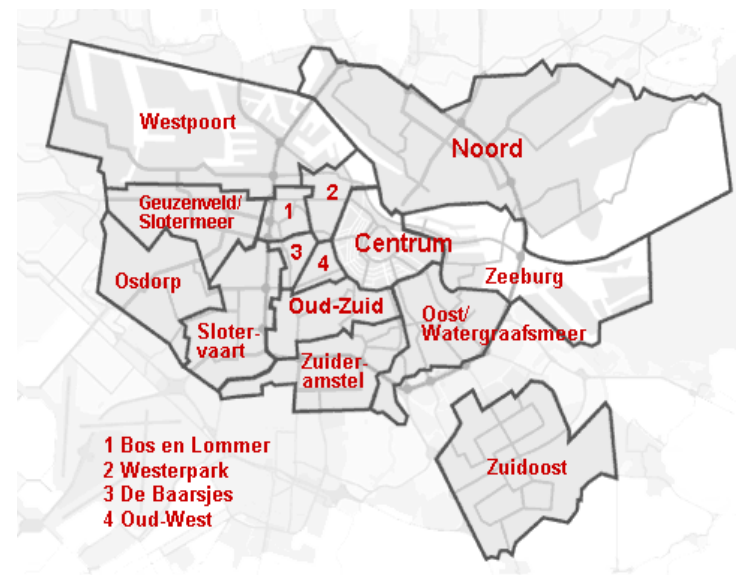 Westpoort
Noord
Geuzenveld/
Slotermeer
1
2
Centrum
3
4
Osdorp
Zeeburg
Oud-Zuid
Oost/
Watergraafsmeer
Sloter-
vaart
Zuider-
amstel
Zuidoost
1 Bos en Lommer
2 Westerpark
3 De Baarsjes
4 Oud-West